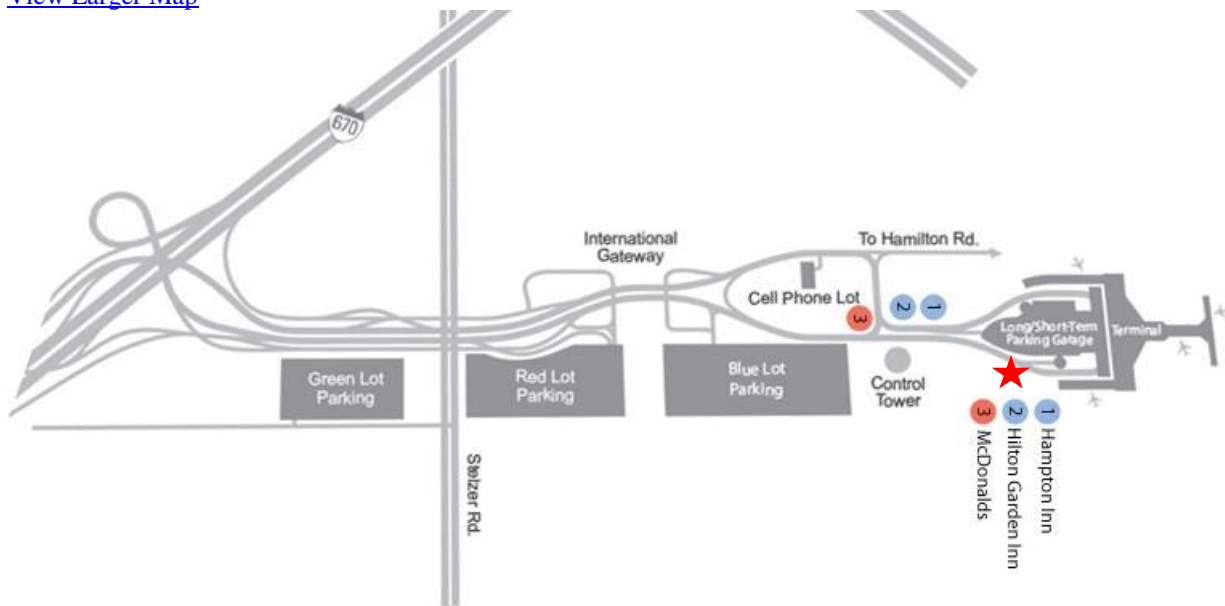 View Larger Map
670
International
Gateway
To Hamilton Rd.
Cell Phone Lot
3
2
1
Long/Short-Term
Parking Garage
Terminal
Green Lot
Parking
Red Lot
Parking
Blue Lot
Parking
Control
Tower
Stelzer Rd.
1 Hampton Inn
2 Hilton Garden Inn
3 McDonalds